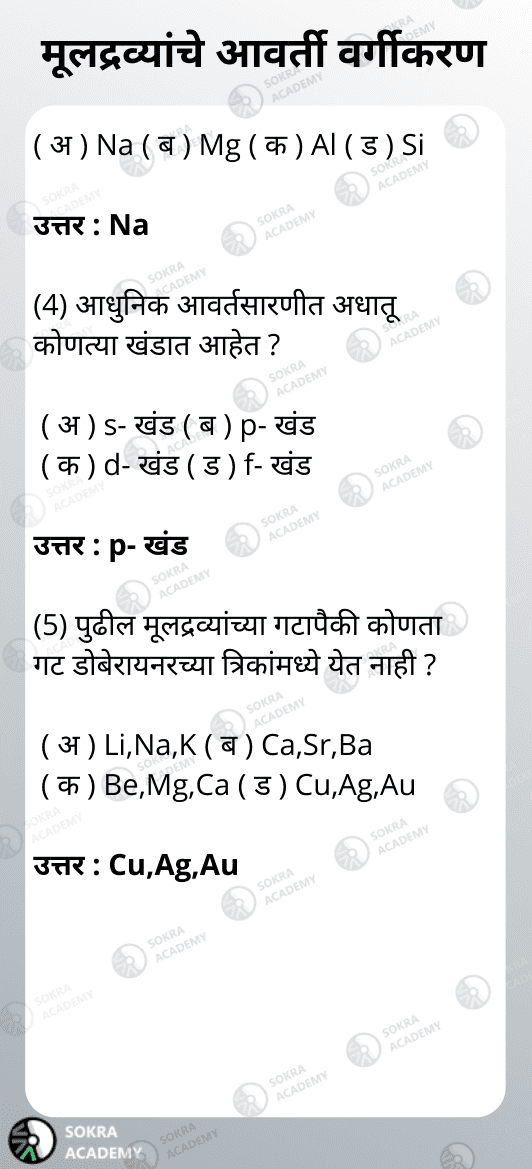 मूलद्रव्यांचे आवर्ती वर्गीकरण
( अ ) Na ( ब ) Mg ( क ) Al ( ड ) Si
उत्तर : Na
(4) आधुनिक आवर्तसारणीत अधातू
कोणत्या खंडात आहेत ?
( अ ) s- खंड ( ब ) p- खंड
( क ) d- खंड ( ड ) f- खंड
उत्तर : p- खंड
(5) पुढील मूलद्रव्यांच्या गटापैकी कोणता
गट डोबेरायनरच्या त्रिकांमध्ये येत नाही ?
( अ ) Li,Na,K ( ब ) Ca,Sr,Ba
( क ) Be,Mg,Ca ( ड ) Cu,Ag,Au
उत्तर : Cu,Ag,Au
SOKRA
ACADEMY